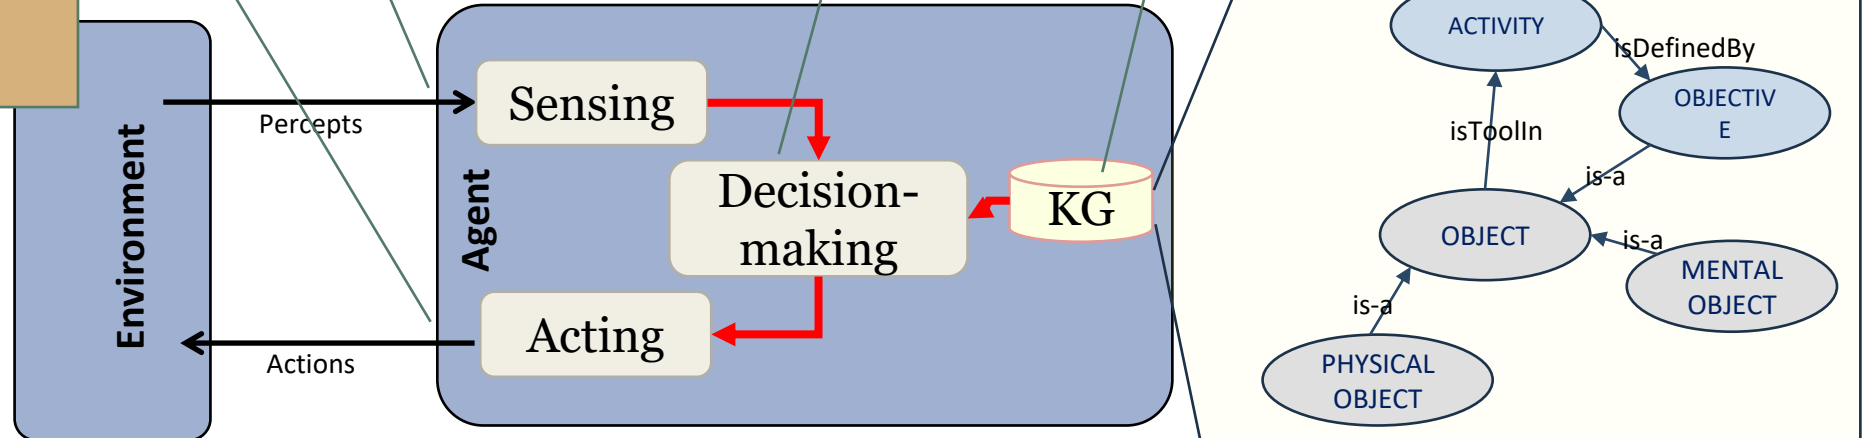 Environment
Percepts
Actions
Agent
Sensing
Decision-
making
Acting
KG
ACTIVITY
isDefinedBy
OBJECTIV
E
isToolIn
is-a
OBJECT
is-a
MENTAL
OBJECT
is-a
PHYSICAL
OBJECT